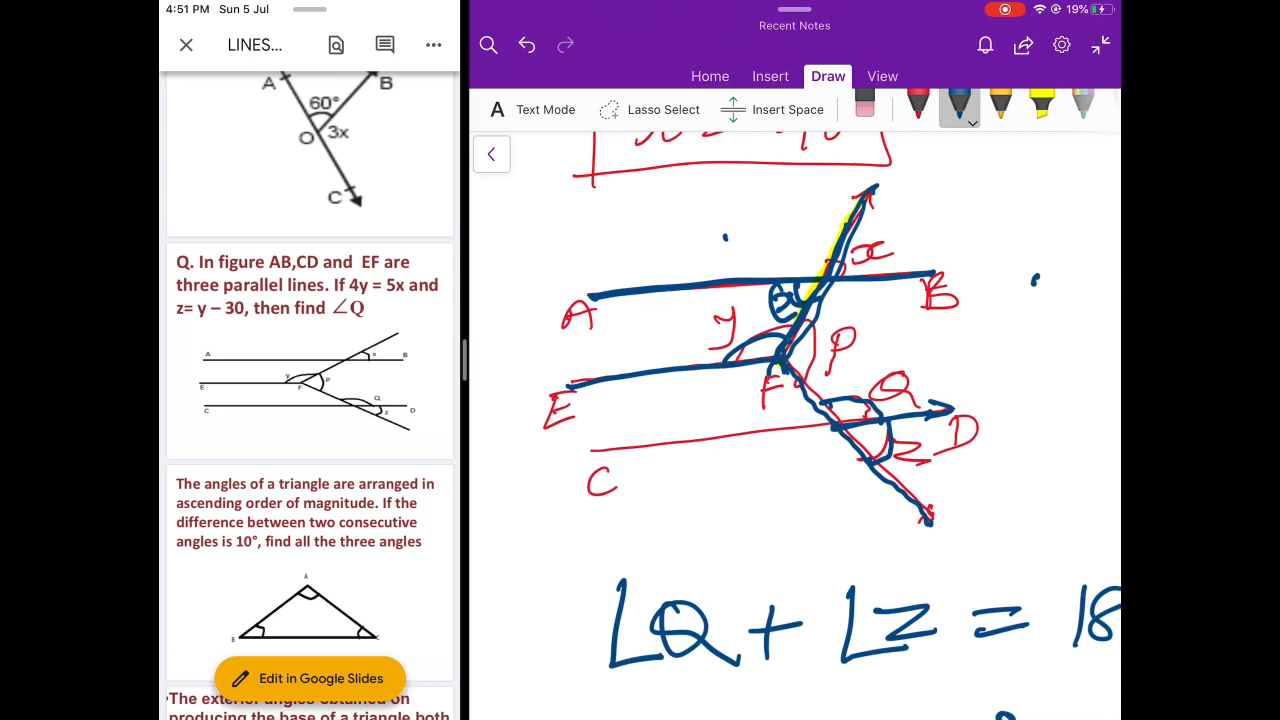 4:51 PM Sun 5 Jul
LINES...
A
B
60°
O
3x
C
Q. In figure AB,CD and EF are
three parallel lines. If 4y = 5x and
z= y – 30, then find ∠Q
A
x
B
y
P
E
F
Q
C
z
D
The angles of a triangle are arranged in
ascending order of magnitude. If the
difference between two consecutive
angles is 10°, find all the three angles
A
B
C
Edit in Google Slides
•The exterior angles obtained on
producing the base of a triangle both
19%
Recent Notes
Home Insert Draw View
A Text Mode Lasso Select Insert Space
x
A
B
y
P
F
E
Q
D
z
C
∠Q + ∠z = 18